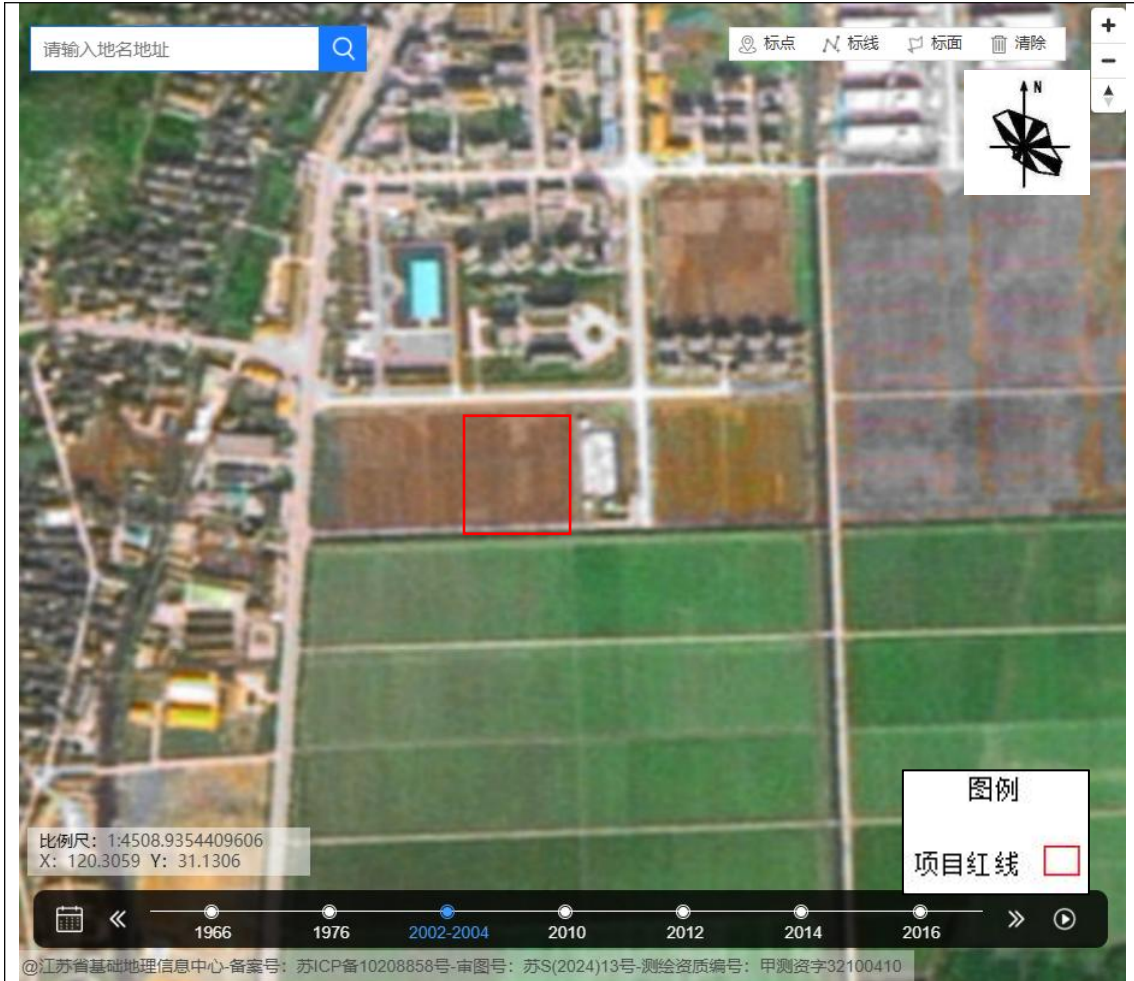 请输入地名地址
标点 标线 标面 清除
+
−
N
图例
项目红线
比例尺：1:4508.9354409606
X：120.3059 Y：31.1306
1966 1976 2002-2004 2010 2012 2014 2016
@江苏省基础地理信息中心-备案号：苏ICP备10208858号-审图号：苏S(2024)13号-测绘资质编号：甲测资字32100410